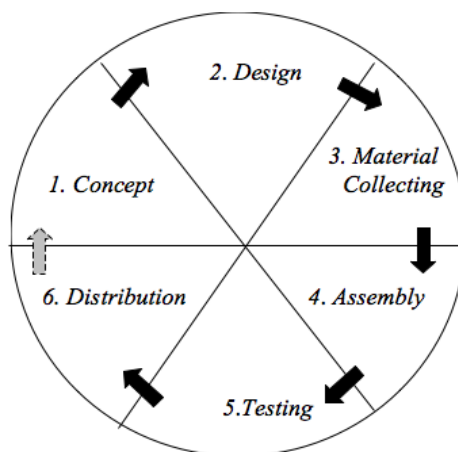 2. Design
3. Material
Collecting
1. Concept
6. Distribution
4. Assembly
5.Testing